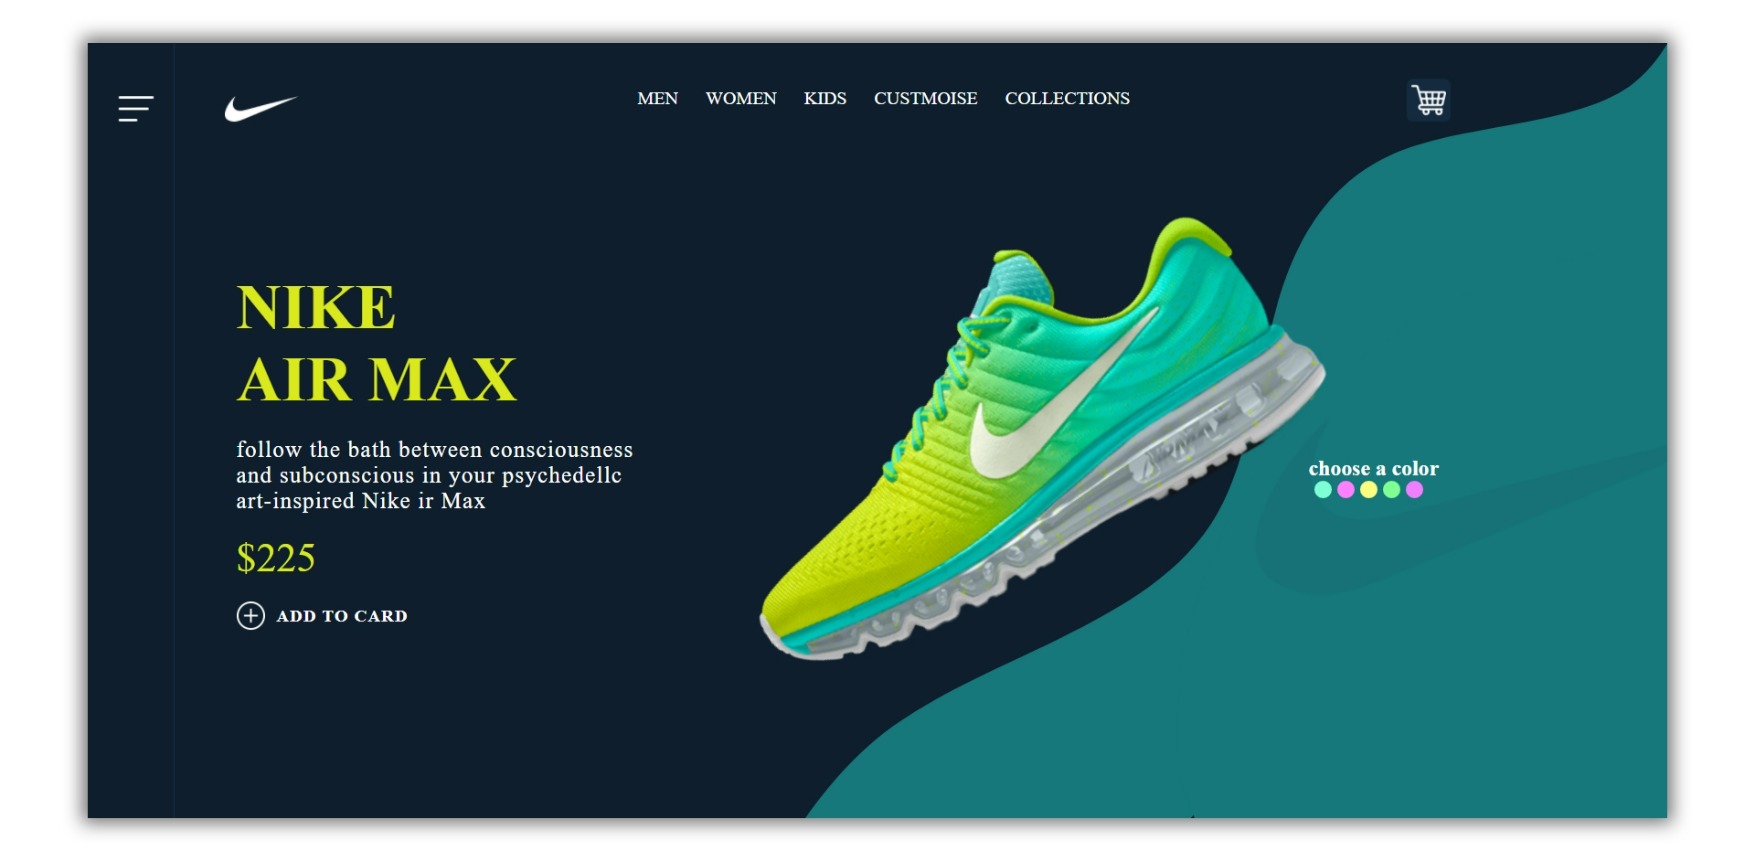 MEN WOMEN KIDS CUSTMOISE COLLECTIONS
NIKE
AIR MAX
follow the bath between consciousness
and subconscious in your psychedellc
art-inspired Nike ir Max
$225
ADD TO CARD
choose a color